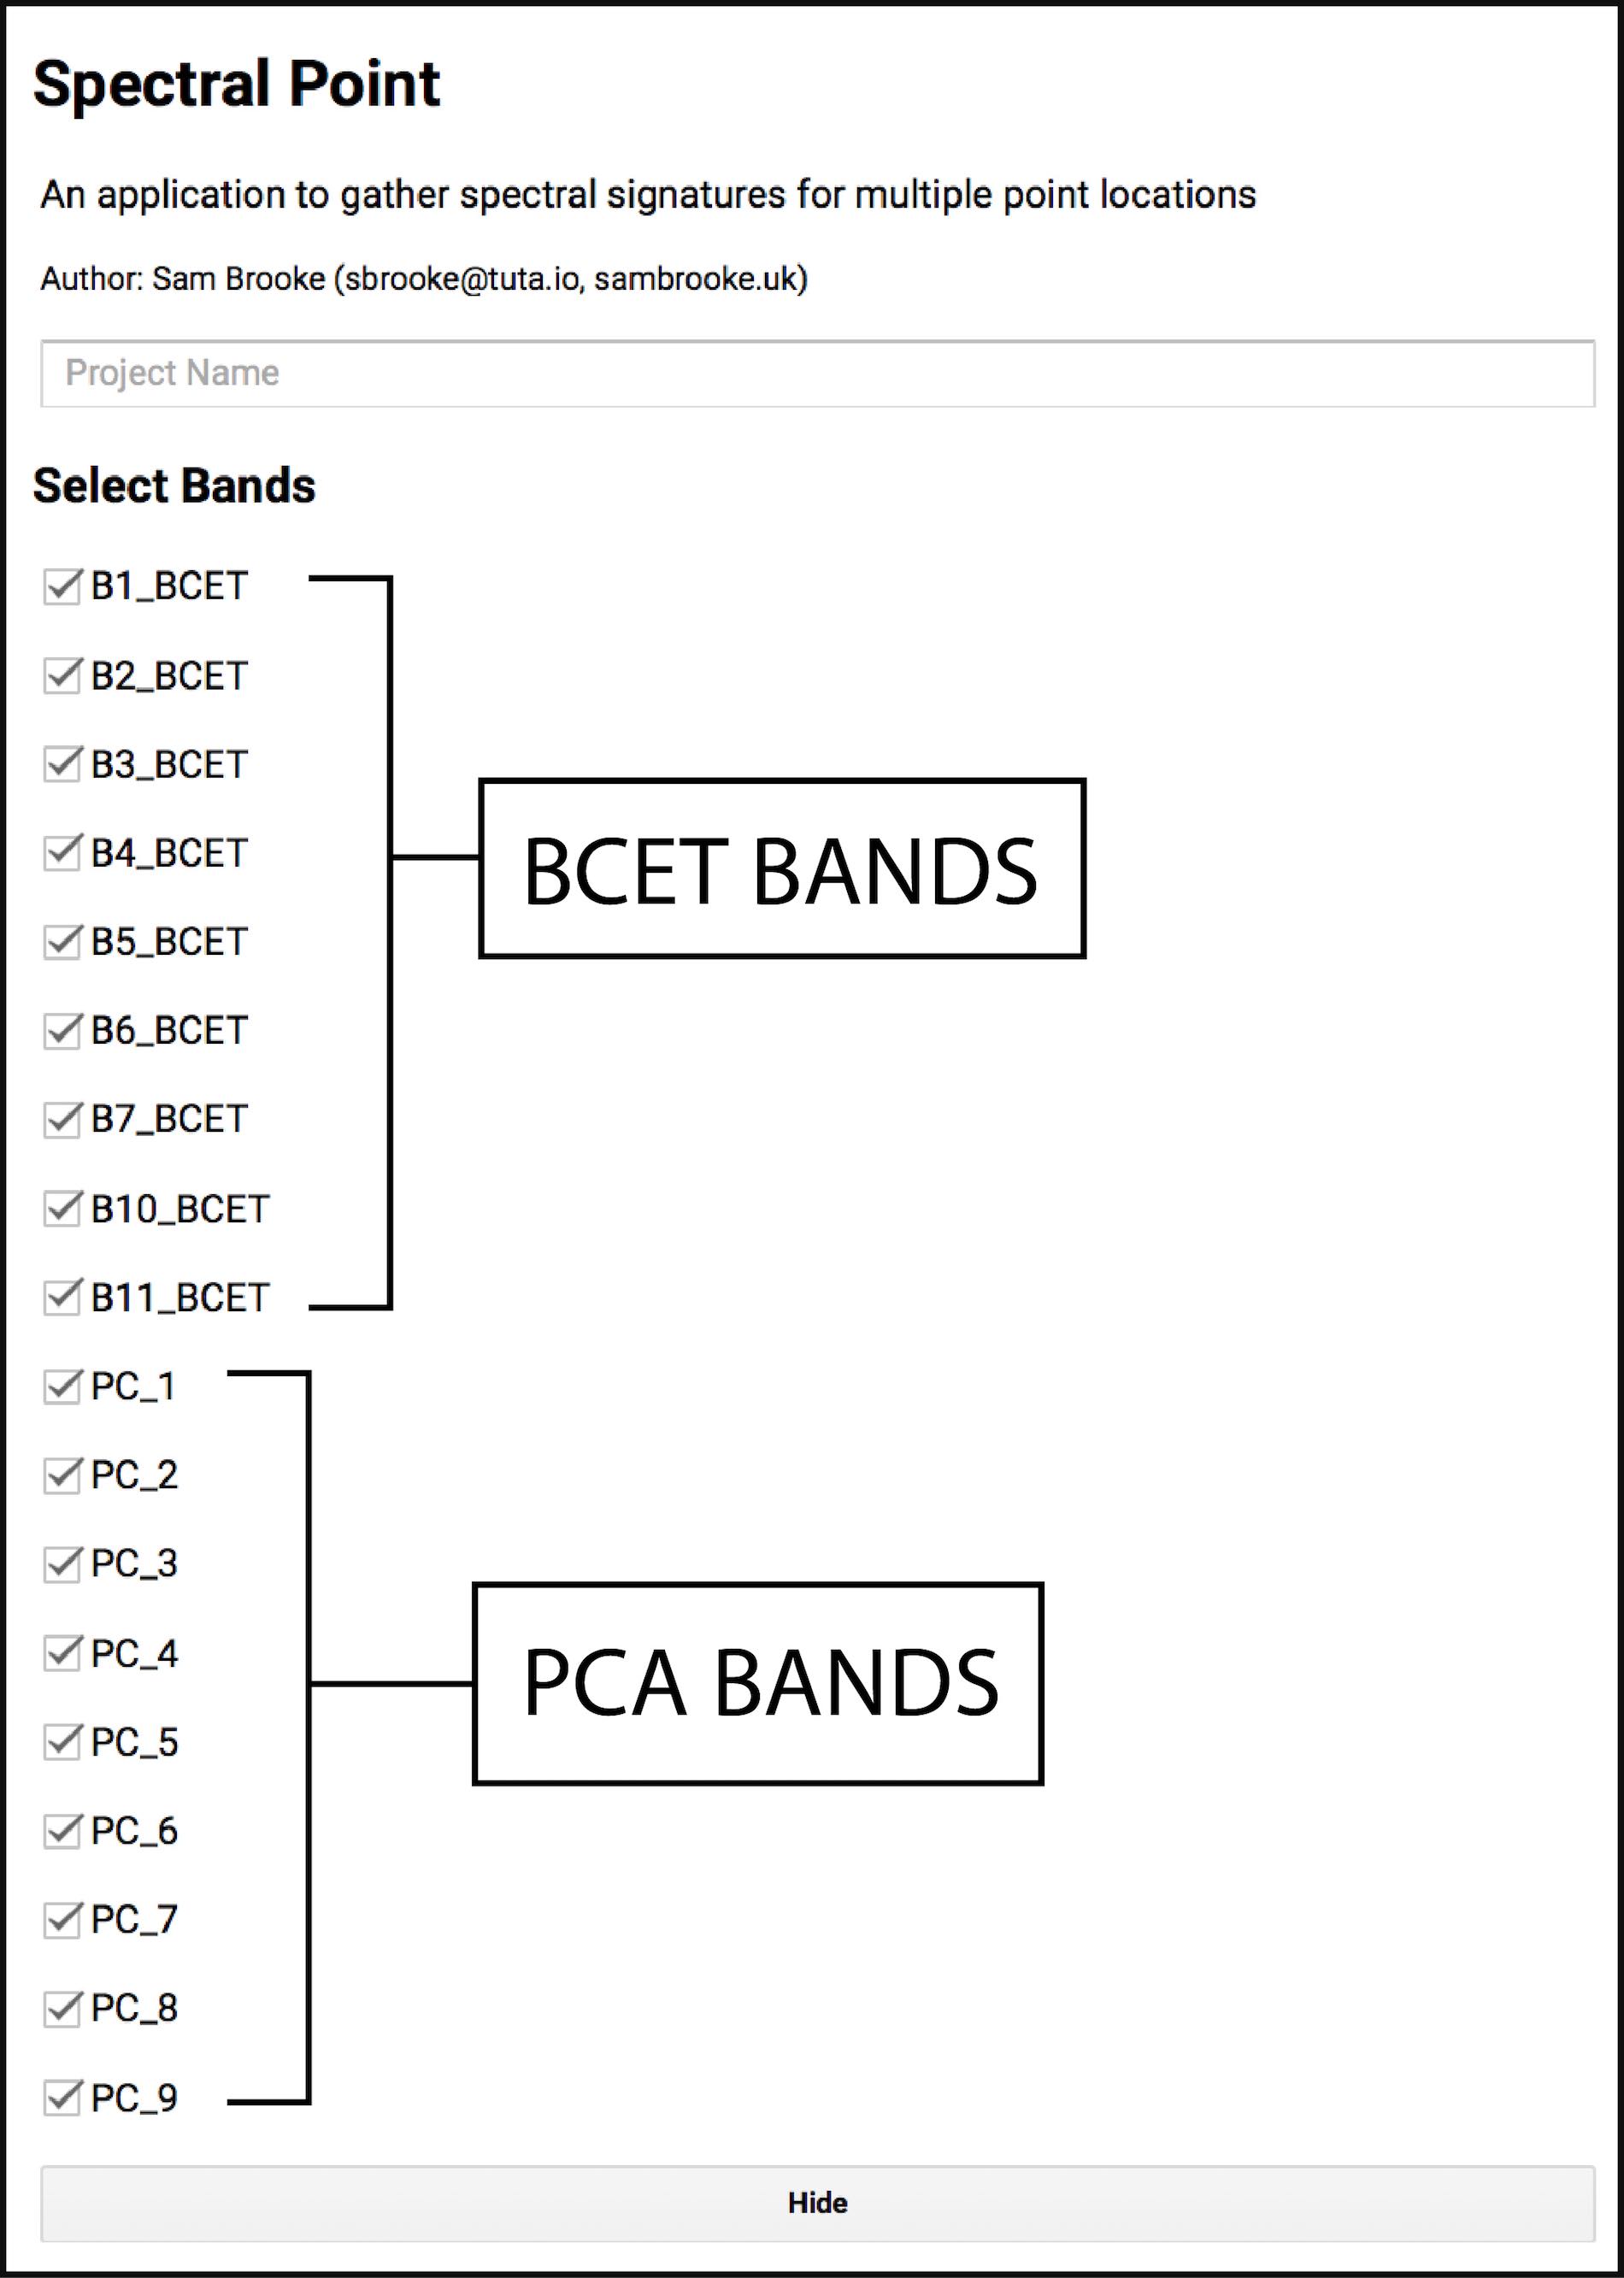 Spectral Point
An application to gather spectral signatures for multiple point locations
Author: Sam Brooke (sbrooke@tuta.io, sambrooke.uk)
Project Name
Select Bands
B1_BCET
B2_BCET
B3_BCET
B4_BCET
B5_BCET
B6_BCET
B7_BCET
B10_BCET
B11_BCET
BCET BANDS
PC_1
PC_2
PC_3
PC_4
PC_5
PC_6
PC_7
PC_8
PC_9
PCA BANDS
Hide